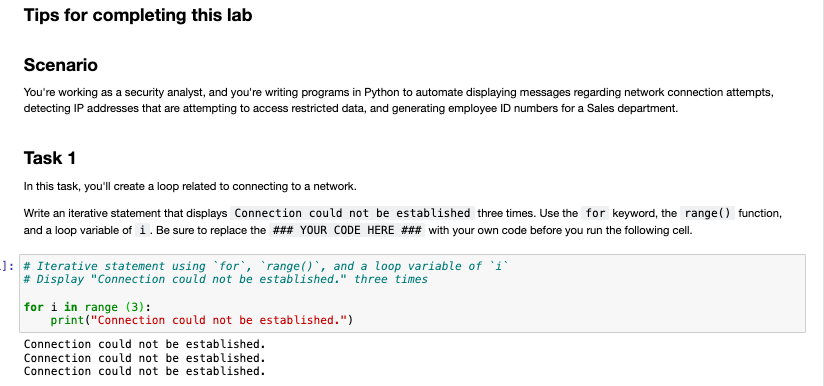 Tips for completing this lab
Scenario
You're working as a security analyst, and you're writing programs in Python to automate displaying messages regarding network connection attempts,
detecting IP addresses that are attempting to access restricted data, and generating employee ID numbers for a Sales department.
Task 1
In this task, you'll create a loop related to connecting to a network.
Write an iterative statement that displays Connection could not be established three times. Use the for keyword, the range() function,
and a loop variable of i . Be sure to replace the ### YOUR CODE HERE ### with your own code before you run the following cell.
]: # Iterative statement using `for`, `range()`, and a loop variable of `i`
# Display "Connection could not be established." three times
for i in range (3):
    print("Connection could not be established.")
Connection could not be established.
Connection could not be established.
Connection could not be established.